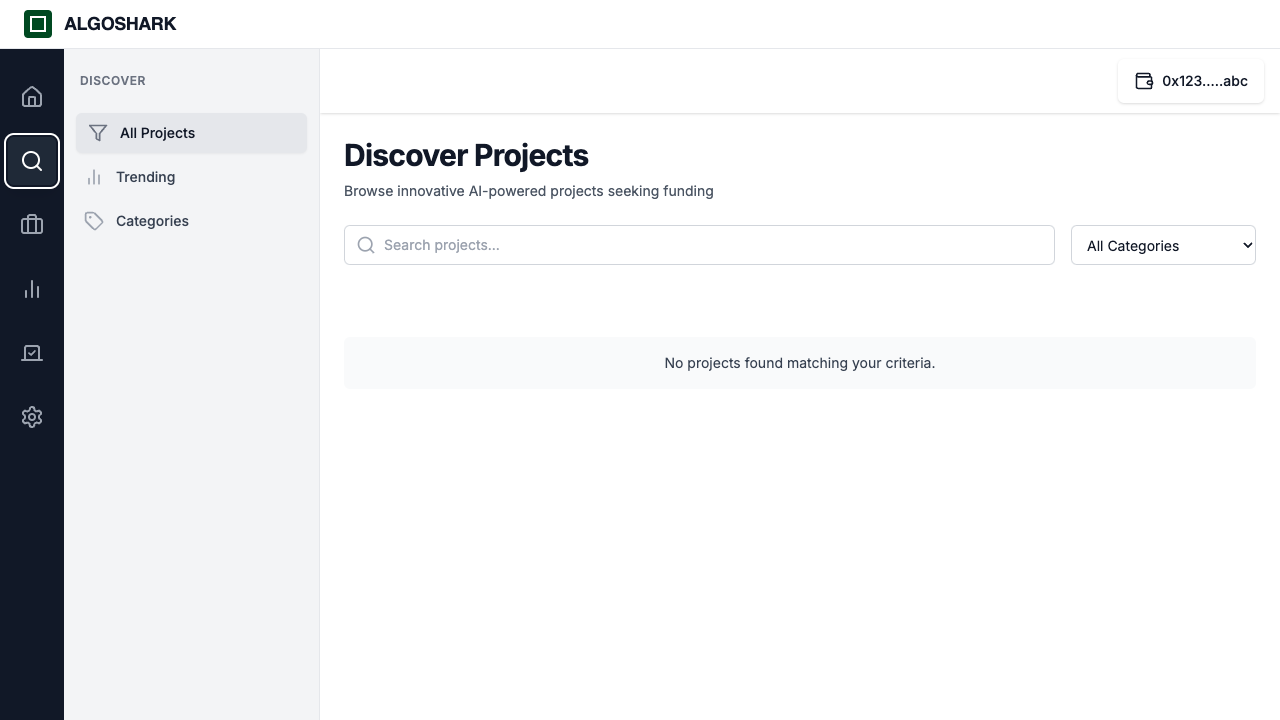 ALGOSHARK
DISCOVER
All Projects
Trending
Categories
0x123.....abc
Discover Projects
Browse innovative AI-powered projects seeking funding
Search projects...
All Categories
No projects found matching your criteria.